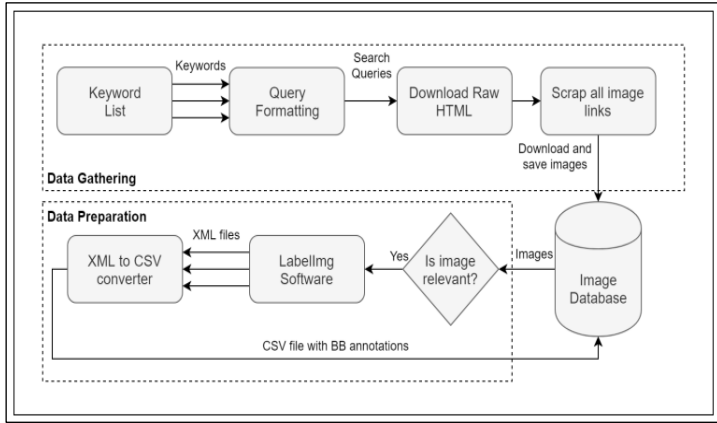 Keywords
Search
Queries
Keyword
List
Query
Formatting
Download Raw
HTML
Scrap all image
links
Download and
save images
Data Gathering
Data Preparation
XML files
XML to CSV
converter
LabelImg
Software
Yes
Is image
relevant?
Images
Image
Database
CSV file with BB annotations